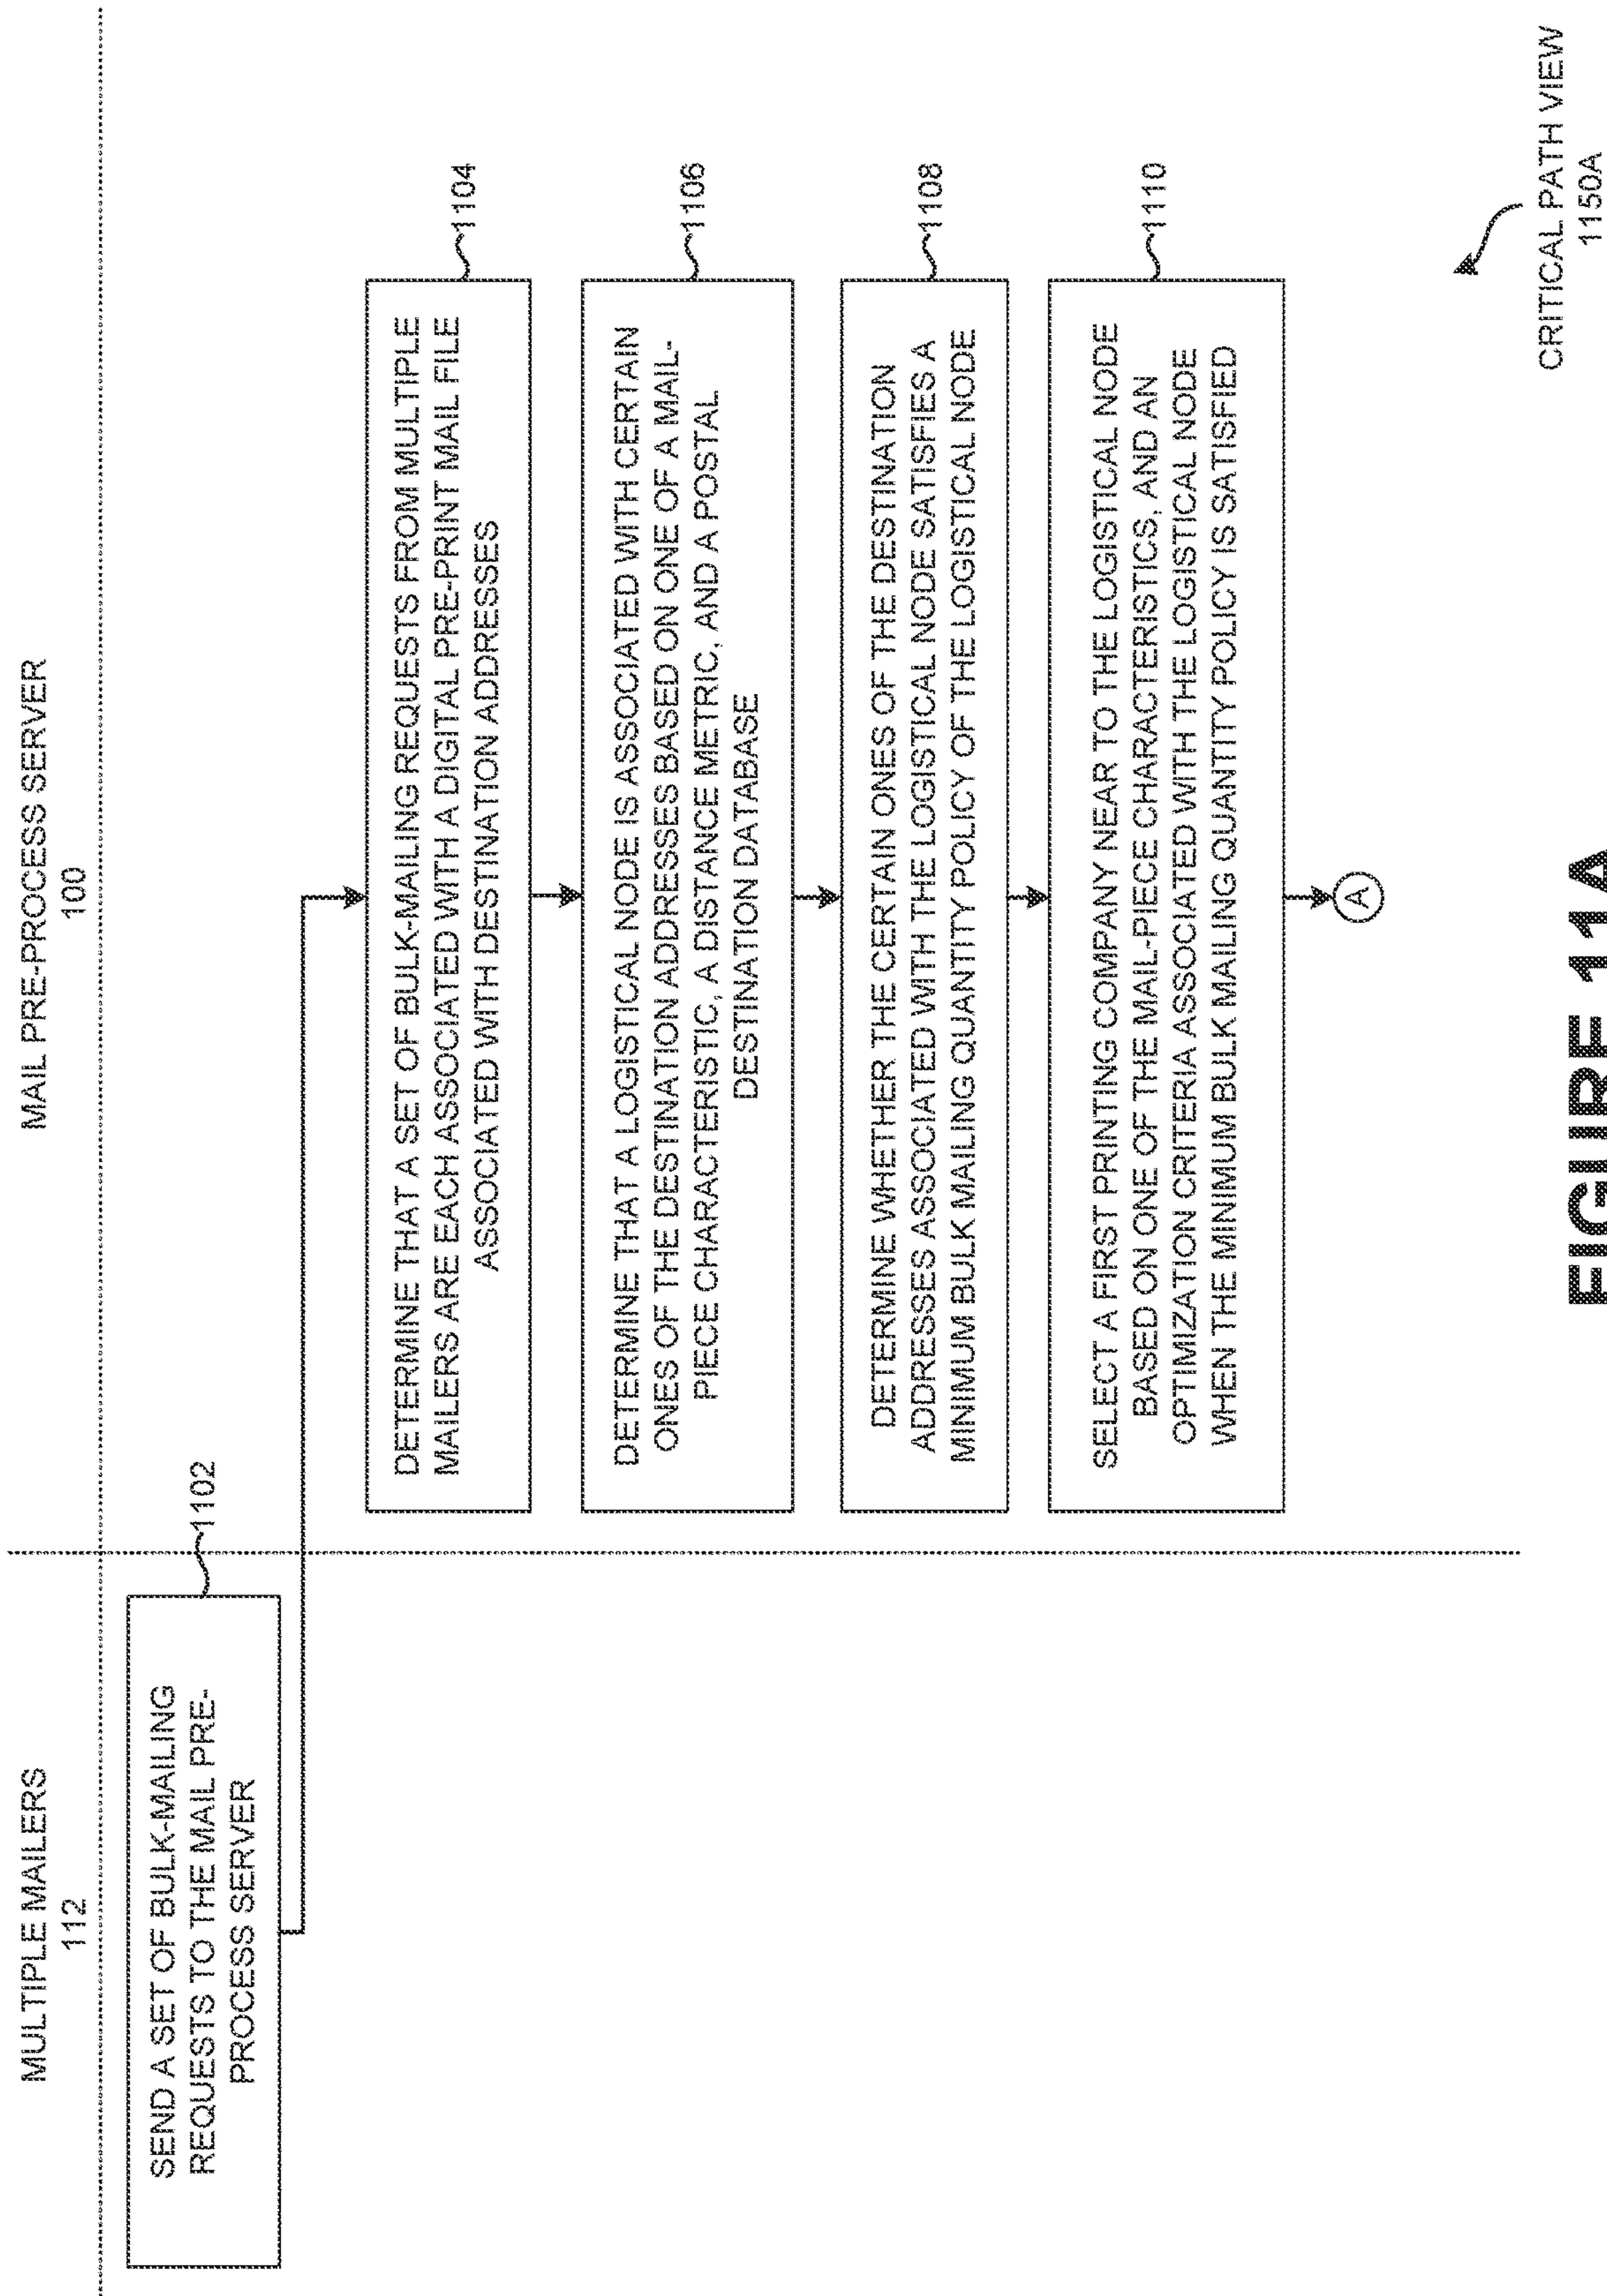 MULTIPLE MAILERS
112
MAIL PRE-PROCESS SERVER
100
SEND A SET OF BULK-MAILING
REQUESTS TO THE MAIL PRE-
PROCESS SERVER
1102
DETERMINE THAT A SET OF BULK-MAILING REQUESTS FROM MULTIPLE
MAILERS ARE EACH ASSOCIATED WITH A DIGITAL PRE-PRINT MAIL FILE
ASSOCIATED WITH DESTINATION ADDRESSES
1104
DETERMINE THAT A LOGISTICAL NODE IS ASSOCIATED WITH CERTAIN
ONES OF THE DESTINATION ADDRESSES BASED ON ONE OF A MAIL-
PIECE CHARACTERISTIC, A DISTANCE METRIC, AND A POSTAL
DESTINATION DATABASE
1106
DETERMINE WHETHER THE CERTAIN ONES OF THE DESTINATION
ADDRESSES ASSOCIATED WITH THE LOGISTICAL NODE SATISFIES A
MINIMUM BULK MAILING QUANTITY POLICY OF THE LOGISTICAL NODE
1108
SELECT A FIRST PRINTING COMPANY NEAR TO THE LOGISTICAL NODE
BASED ON ONE OF THE MAIL-PIECE CHARACTERISTICS, AND AN
OPTIMIZATION CRITERIA ASSOCIATED WITH THE LOGISTICAL NODE
WHEN THE MINIMUM BULK MAILING QUANTITY POLICY IS SATISFIED
1110
A
CRITICAL PATH VIEW
1150A
FIGURE 11A